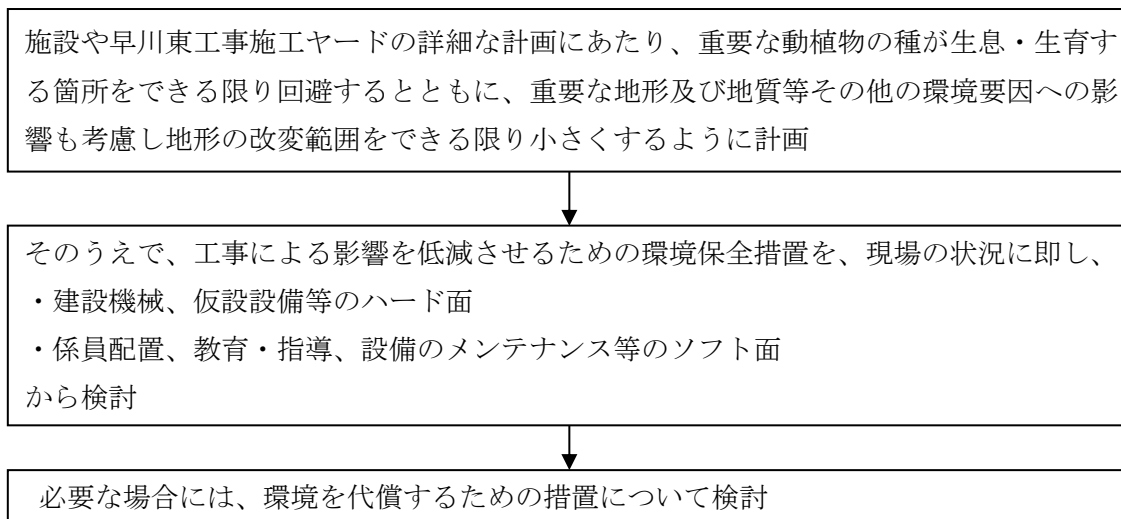 施設や早川東工事施工ヤードの詳細な計画にあたり、重要な動植物の種が生息・生育す
る箇所をできる限り回避するとともに、重要な地形及び地質等その他の環境要因への影
響も考慮し地形の改変範囲をできる限り小さくするように計画
そのうえで、工事による影響を低減させるための環境保全措置を、現場の状況に即し、
・建設機械、仮設設備等のハード面
・係員配置、教育・指導、設備のメンテナンス等のソフト面
から検討
必要な場合には、環境を代償するための措置について検討